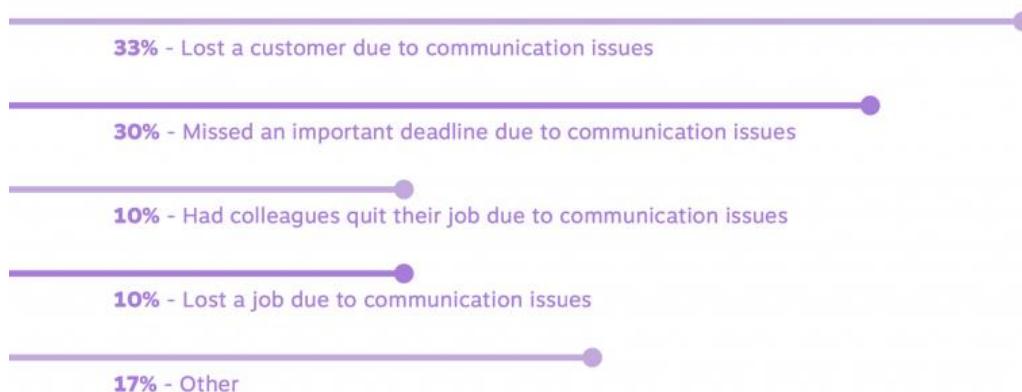 33% - Lost a customer due to communication issues
30% - Missed an important deadline due to communication issues
10% - Had colleagues quit their job due to communication issues
10% - Lost a job due to communication issues
17% - Other